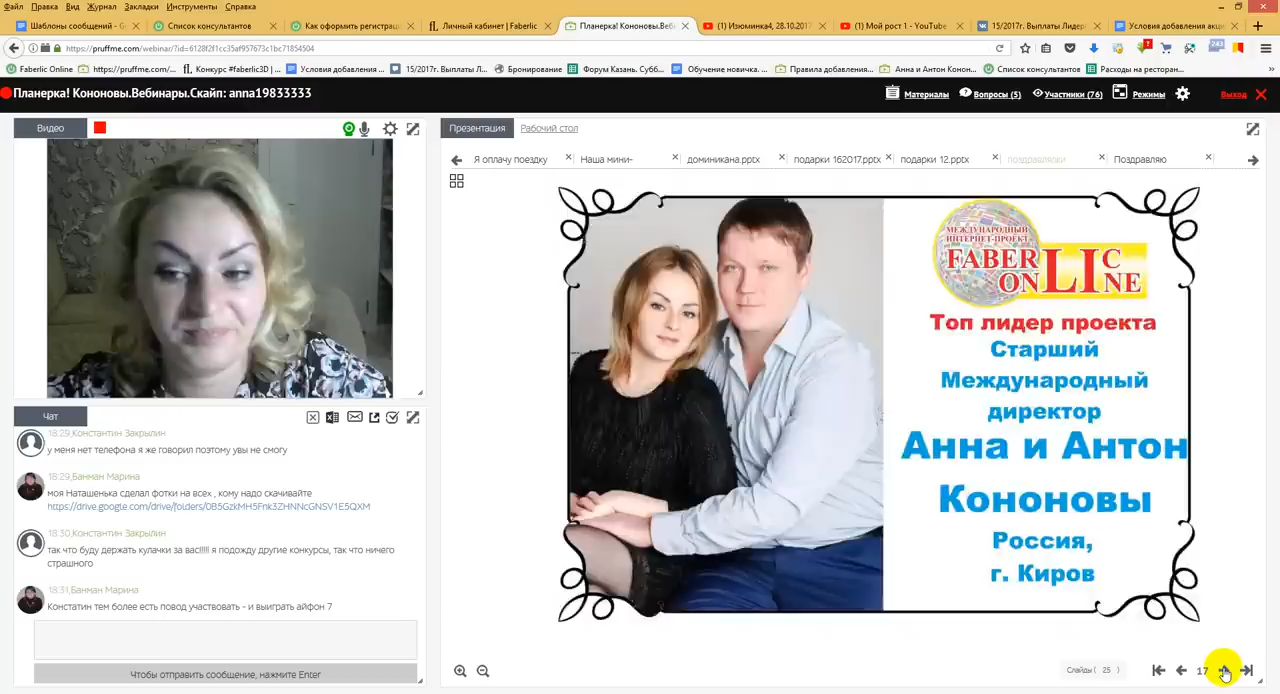 Файл Правка Вид Журнал Закладки Инструменты Справка
Шаблоны сообщений - G
Список консультантов
Как оформить регистрац
Личный кабинет | Faberlic
Планерка! Кононовы.Веб
(1) Изюминка4, 28.10.2017
(1) Мой рост 1 - YouTube
15/2017г. Выплаты Лидер
Условия добавления акци
https://pruffme.com/webinar/?id=6128f2f1cc35af957673c1bc71854504
243
Faberlic Online
https://pruffme.com/...
Конкурс #faberlic3D | ...
Условия добавления...
15/2017г. Выплаты Л...
Бронирование
Форум Казань. Субб...
Обучение новичка. ...
Правила добавления...
Анна и Антон Конон...
Список консультантов
Расходы на ресторан...
Планерка! Кононовы.Вебинары.Скайп: anna19833333
Материалы
Вопросы (5)
Участники (76)
Режимы
Выход
Видео
Презентация
Рабочий стол
Я оплачу поездку
Наша мини-
доминикана.pptx
подарки 162017.pptx
подарки 12.pptx
поздравлялки
Поздравляю
МЕЖДУНАРОДНЫЙ
ИНТЕРНЕТ-ПРОЕКТ
FABERLIC
ONLINE
Топ лидер проекта
Старший
Международный
директор
Анна и Антон
Кононовы
Россия,
г. Киров
Чат
18:29,Константин Закрылин
у меня нет телефона я же говорил поэтому увы не смогу
18:29,Банман Марина
моя Наташенька сделал фотки на всех , кому надо скачивайте
https://drive.google.com/drive/folders/0B5GzkMH5Fnk3ZHNNcGNSV1E5QXM
18:30,Константин Закрылин
так что буду держать кулачки за вас!!!!! я подожду другие конкурсы, так что ничего
страшного
18:31,Банман Марина
Констатин тем более есть повод участвовать - и выиграть айфон 7
Чтобы отправить сообщение, нажмите Enter
Слайды ( 25 )
17